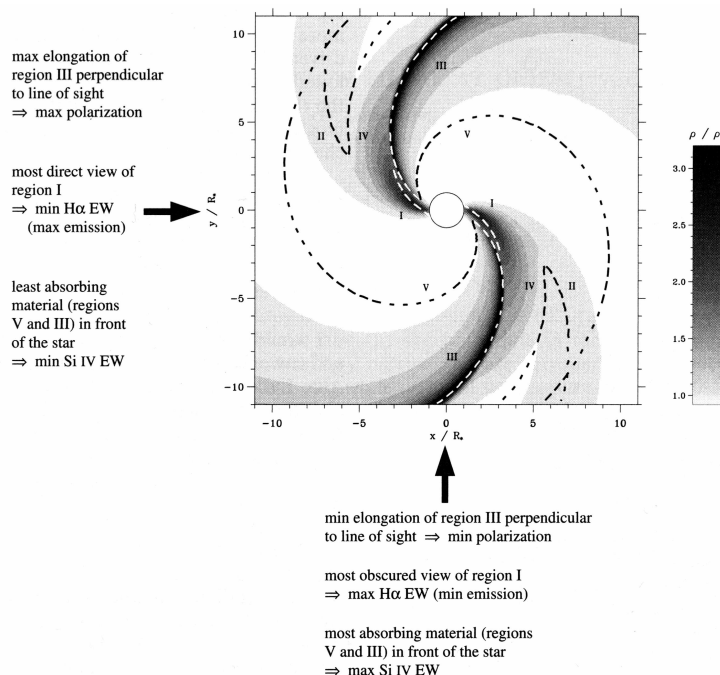 max elongation of
region III perpendicular
to line of sight
⇒ max polarization
most direct view of
region I
⇒ min Hα EW
(max emission)
least absorbing
material (regions
V and III) in front
of the star
⇒ min Si IV EW
10
5
0
-5
-10
y / R*
III
II
IV
V
I
I
V
IV
II
III
-10
-5
0
5
10
x / R*
ρ / ρ
3.0
2.5
2.0
1.5
1.0
min elongation of region III perpendicular
to line of sight ⇒ min polarization
most obscured view of region I
⇒ max Hα EW (min emission)
most absorbing material (regions
V and III) in front of the star
⇒ max Si IV EW